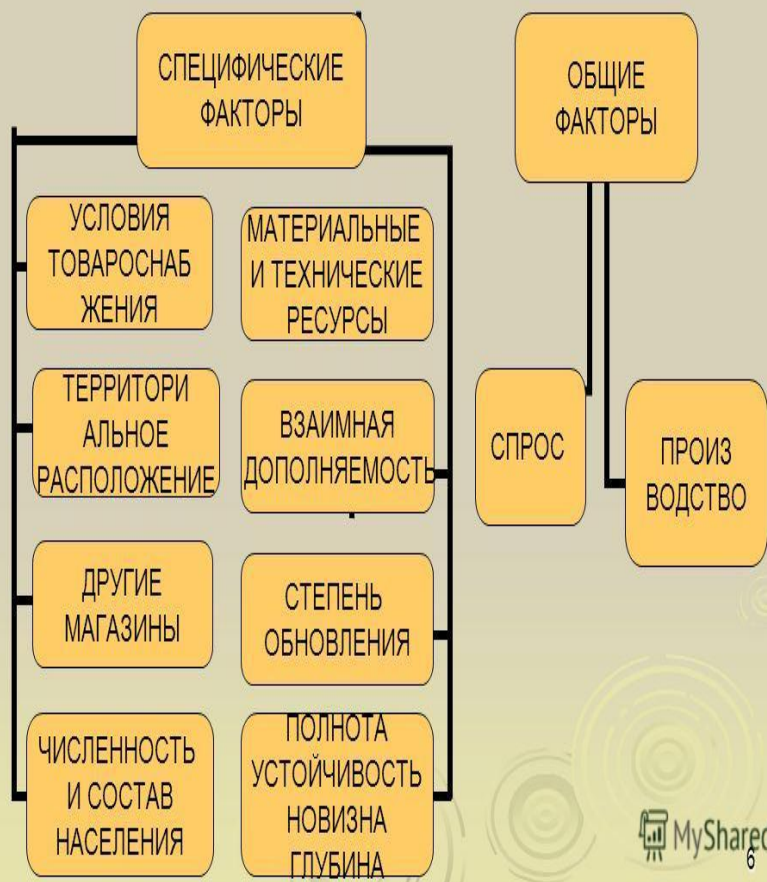 СПЕЦИФИЧЕСКИЕ
ФАКТОРЫ
ОБЩИЕ
ФАКТОРЫ
УСЛОВИЯ
ТОВАРОСНАБ
ЖЕНИЯ
МАТЕРИАЛЬНЫЕ
И ТЕХНИЧЕСКИЕ
РЕСУРСЫ
ТЕРРИТОРИ
АЛЬНОЕ
РАСПОЛОЖЕНИЕ
ВЗАИМНАЯ
ДОПОЛНЯЕМОСТЬ
СПРОС
ПРОИЗ
ВОДСТВО
ДРУГИЕ
МАГАЗИНЫ
СТЕПЕНЬ
ОБНОВЛЕНИЯ
ЧИСЛЕННОСТЬ
И СОСТАВ
НАСЕЛЕНИЯ
ПОЛНОТА
УСТОЙЧИВОСТЬ
НОВИЗНА
ГЛУБИНА
MyShared
6